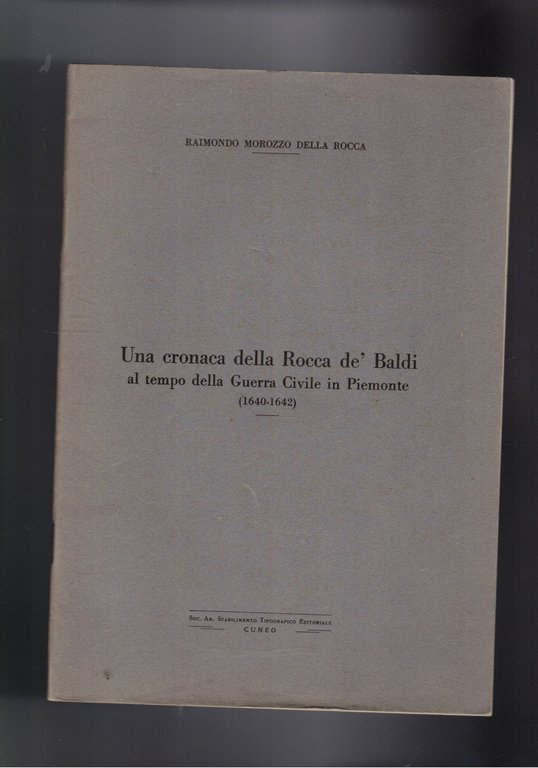 RAIMONDO MOROZZO DELLA ROCCA
Una cronaca della Rocca de' Baldi
al tempo della Guerra Civile in Piemonte
(1640-1642)
Soc. An. Stabilimento Tipografico Editoriale
CUNEO